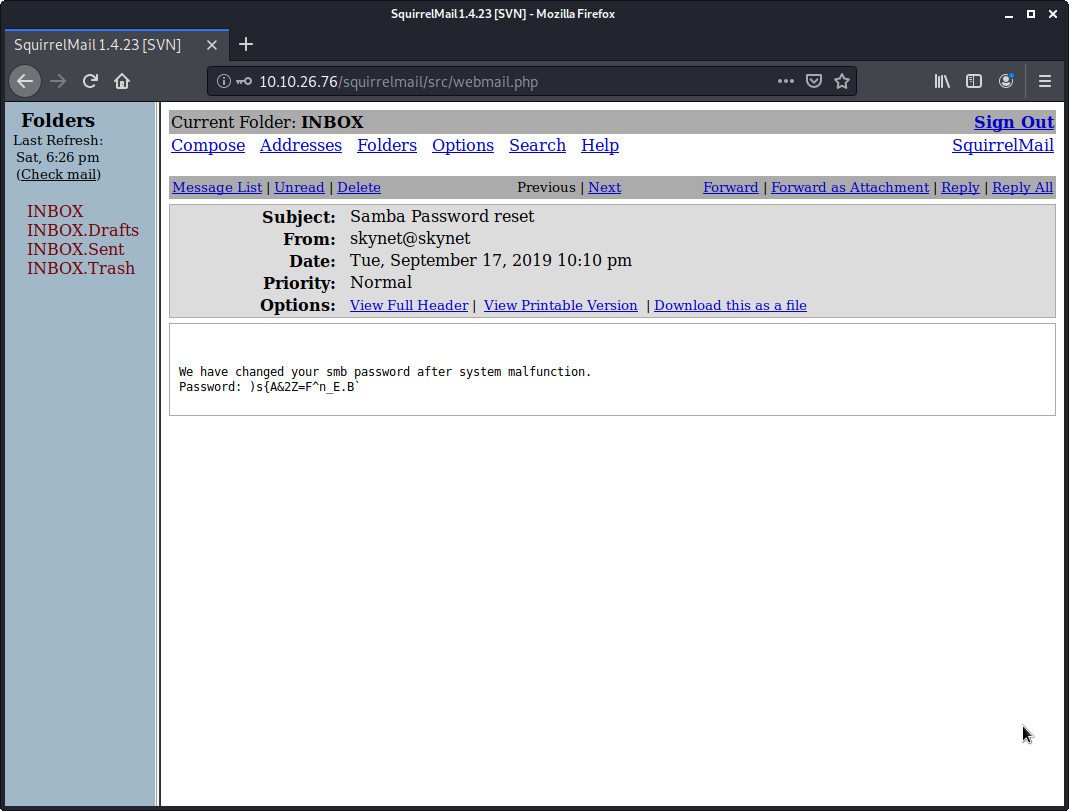 SquirrelMail 1.4.23 [SVN] - Mozilla Firefox
SquirrelMail 1.4.23 [SVN]
10.10.26.76/squirrelmail/src/webmail.php
Folders
Last Refresh:
Sat, 6:26 pm
(Check mail)
INBOX
INBOX.Drafts
INBOX.Sent
INBOX.Trash
Current Folder: INBOX Sign Out
Compose Addresses Folders Options Search Help SquirrelMail
Message List | Unread | Delete Previous | Next Forward | Forward as Attachment | Reply | Reply All
Subject: Samba Password reset
From: skynet@skynet
Date: Tue, September 17, 2019 10:10 pm
Priority: Normal
Options: View Full Header | View Printable Version | Download this as a file
We have changed your smb password after system malfunction.
Password: )s{A&2Z=F^n_E.B`